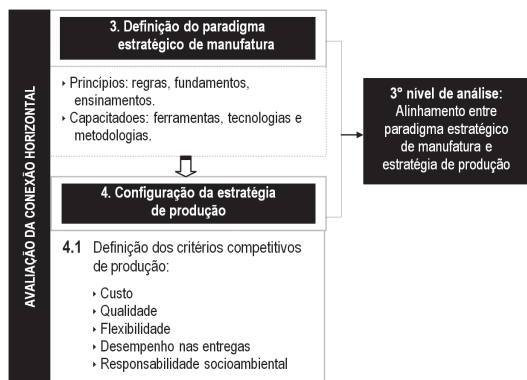 AVALIAÇÃO DA CONEXÃO HORIZONTAL
3. Definição do paradigma
estratégico de manufatura
‣ Princípios: regras, fundamentos,
ensinamentos.
‣ Capacitadoes: ferramentas, tecnologias e
metodologias.
4. Configuração da estratégia
de produção
4.1 Definição dos critérios competitivos
de produção:
‣ Custo
‣ Qualidade
‣ Flexibilidade
‣ Desempenho nas entregas
‣ Responsabilidade socioambiental
3º nível de análise:
Alinhamento entre
paradigma estratégico
de manufatura e
estratégia de produção